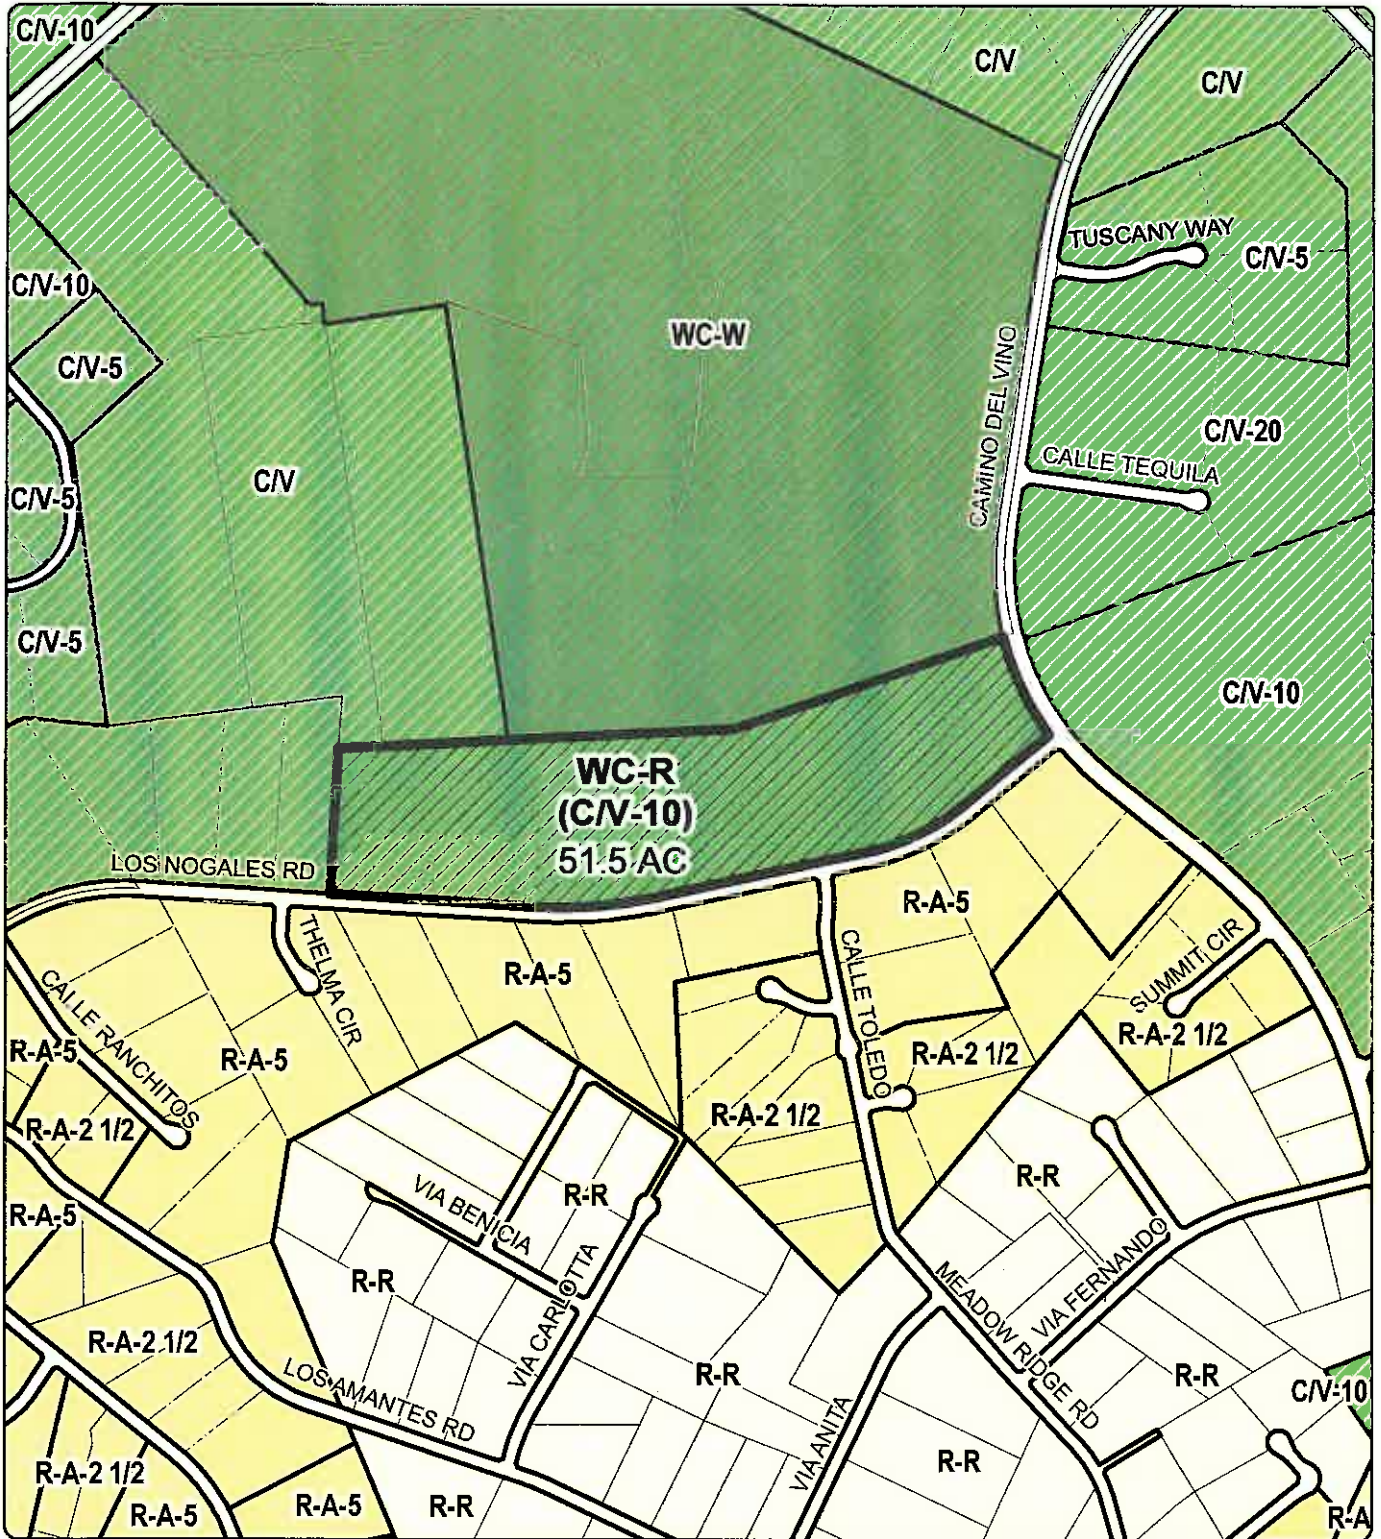 C/V-10
C/V
C/V
TUSCANY WAY
C/V-5
C/V-10
WC-W
C/V-5
CAMINO DEL VINO
C/V-20
CALLE TEQUILA
C/V
C/V-5
C/V-5
C/V-10
WC-R
(C/V-10)
51.5 AC
LOS NOGALES RD
R-A-5
THELMA CIR
CALLE TOLEDO
SUMMIT CIR
R-A-5
CALLE RANCHITOS
R-A-5
R-A-5
R-A-2 1/2
R-A-2 1/2
R-A-2 1/2
R-A-2 1/2
R-R
R-R
VIA BENICIA
R-A-5
VIA FERNANDO
VIA CARLOTTA
R-R
MEADOW RIDGE RD
R-A-2 1/2
LOS AMANTES RD
R-R
R-R
C/V-10
VIA ANITA
R-A-2 1/2
R-R
R-A-5
R-A-5
R-R
R-A